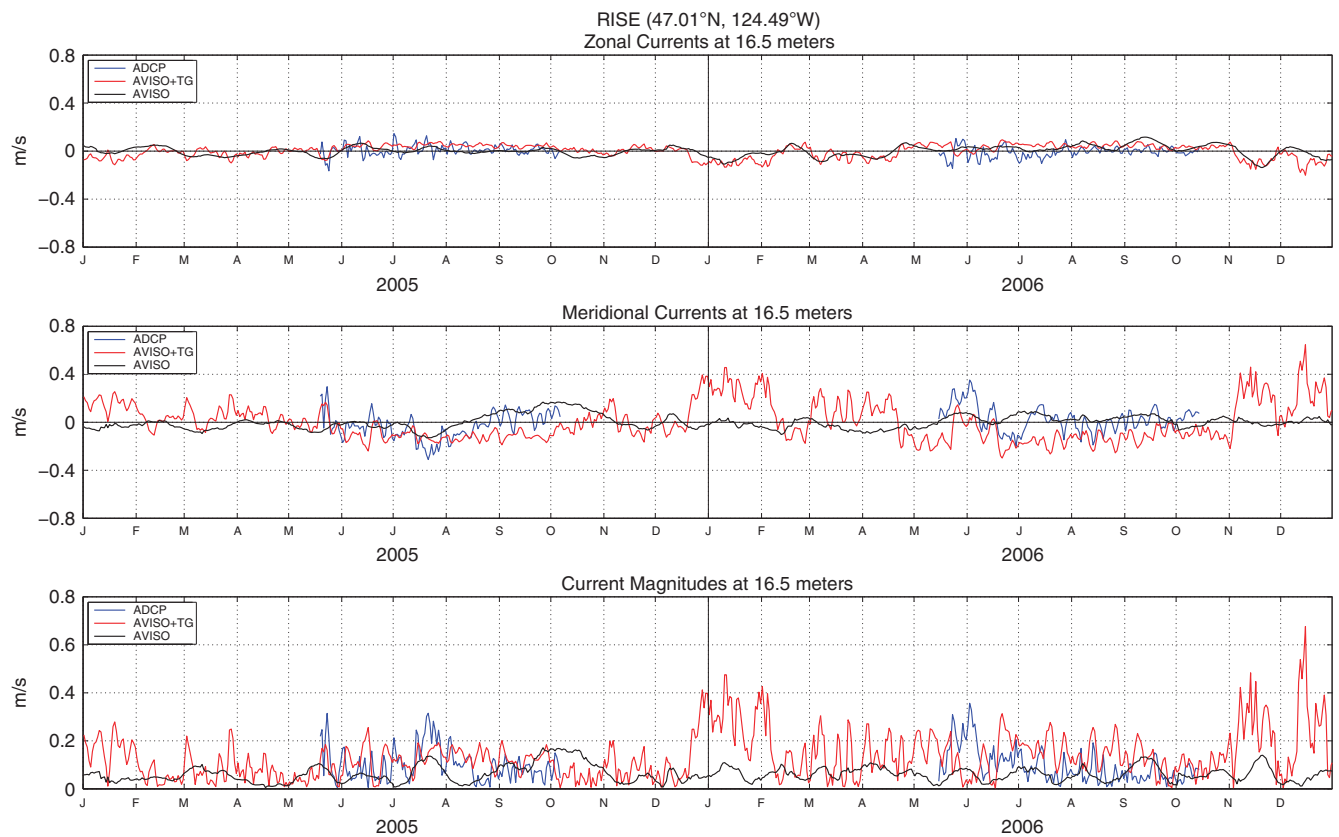 RISE (47.01°N, 124.49°W)
Zonal Currents at 16.5 meters
0.8
ADCP
AVISO+TG
AVISO
0.4
m/s
0
−0.4
−0.8
J F M A M J J A S O N D J F M A M J J A S O N D
2005 2006
Meridional Currents at 16.5 meters
0.8
ADCP
AVISO+TG
AVISO
0.4
m/s
0
−0.4
−0.8
J F M A M J J A S O N D J F M A M J J A S O N D
2005 2006
Current Magnitudes at 16.5 meters
0.8
ADCP
AVISO+TG
AVISO
0.6
0.4
m/s
0.2
0
J F M A M J J A S O N D J F M A M J J A S O N D
2005 2006